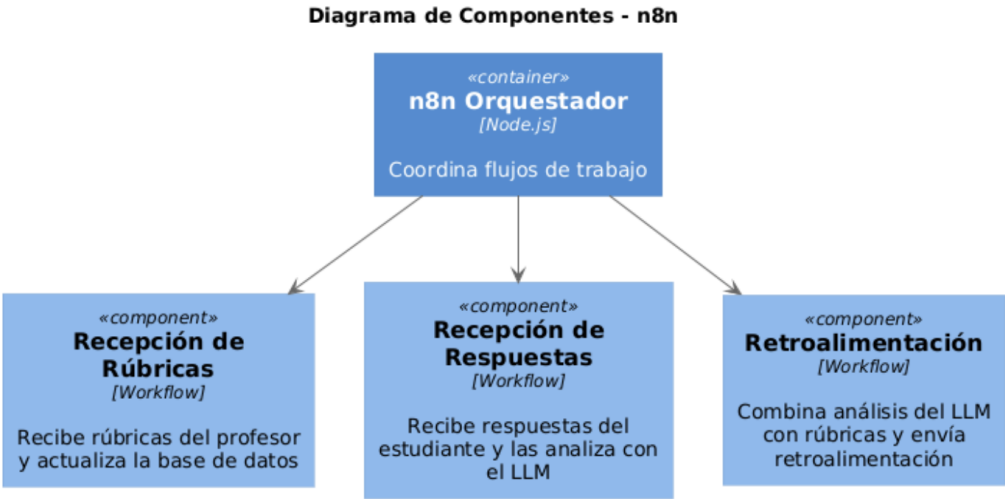 Diagrama de Componentes - n8n
«container»
n8n Orquestador
[Node.js]
Coordina flujos de trabajo
«component»
Recepción de
Rúbricas
[Workflow]
Recibe rúbricas del profesor
y actualiza la base de datos
«component»
Recepción de
Respuestas
[Workflow]
Recibe respuestas del
estudiante y las analiza con
el LLM
«component»
Retroalimentación
[Workflow]
Combina análisis del LLM
con rúbricas y envía
retroalimentación